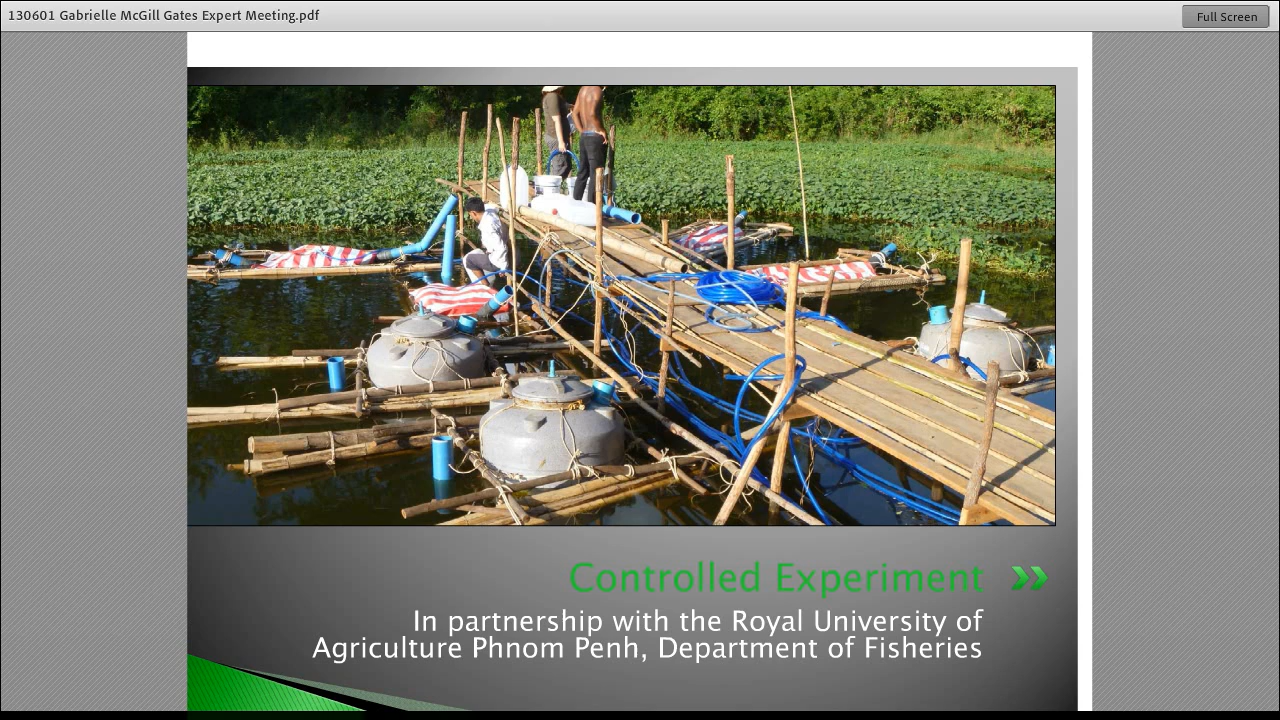 130601 Gabrielle McGill Gates Expert Meeting.pdf
Full Screen
Controlled Experiment
In partnership with the Royal University of
Agriculture Phnom Penh, Department of Fisheries